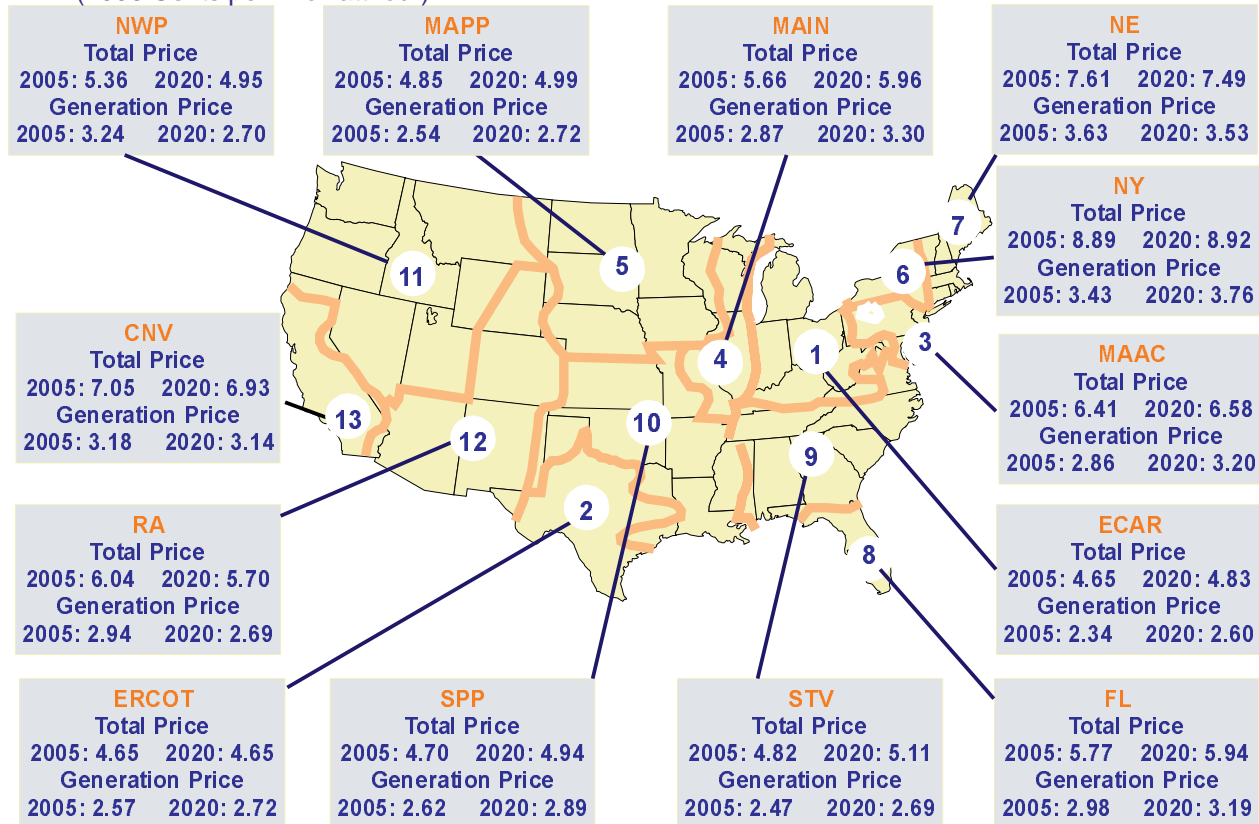 NWP
Total Price
2005: 5.36 2020: 4.95
Generation Price
2005: 3.24 2020: 2.70
MAPP
Total Price
2005: 4.85 2020: 4.99
Generation Price
2005: 2.54 2020: 2.72
MAIN
Total Price
2005: 5.66 2020: 5.96
Generation Price
2005: 2.87 2020: 3.30
NE
Total Price
2005: 7.61 2020: 7.49
Generation Price
2005: 3.63 2020: 3.53
NY
Total Price
2005: 8.89 2020: 8.92
Generation Price
2005: 3.43 2020: 3.76
CNV
Total Price
2005: 7.05 2020: 6.93
Generation Price
2005: 3.18 2020: 3.14
MAAC
Total Price
2005: 6.41 2020: 6.58
Generation Price
2005: 2.86 2020: 3.20
RA
Total Price
2005: 6.04 2020: 5.70
Generation Price
2005: 2.94 2020: 2.69
ECAR
Total Price
2005: 4.65 2020: 4.83
Generation Price
2005: 2.34 2020: 2.60
ERCOT
Total Price
2005: 4.65 2020: 4.65
Generation Price
2005: 2.57 2020: 2.72
SPP
Total Price
2005: 4.70 2020: 4.94
Generation Price
2005: 2.62 2020: 2.89
STV
Total Price
2005: 4.82 2020: 5.11
Generation Price
2005: 2.47 2020: 2.69
FL
Total Price
2005: 5.77 2020: 5.94
Generation Price
2005: 2.98 2020: 3.19
7
11
5
6
4
1
3
13
12
10
9
2
8